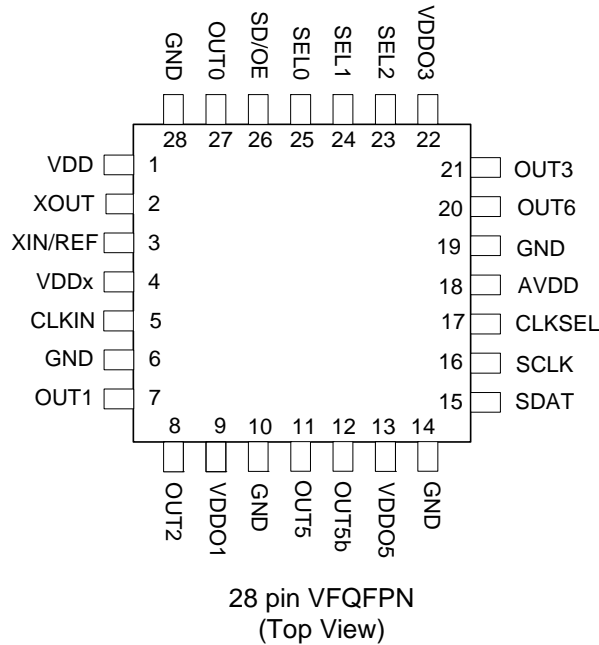 GND
OUT0
SD/OE
SEL0
SEL1
SEL2
VDDO3
28
27
26
25
24
23
22
VDD 1
XOUT 2
XIN/REF 3
VDDx 4
CLKIN 5
GND 6
OUT1 7
21 OUT3
20 OUT6
19 GND
18 AVDD
17 CLKSEL
16 SCLK
15 SDAT
8
9
10
11
12
13
14
OUT2
VDDO1
GND
OUT5
OUT5b
VDDO5
GND
28 pin VFQFPN
(Top View)